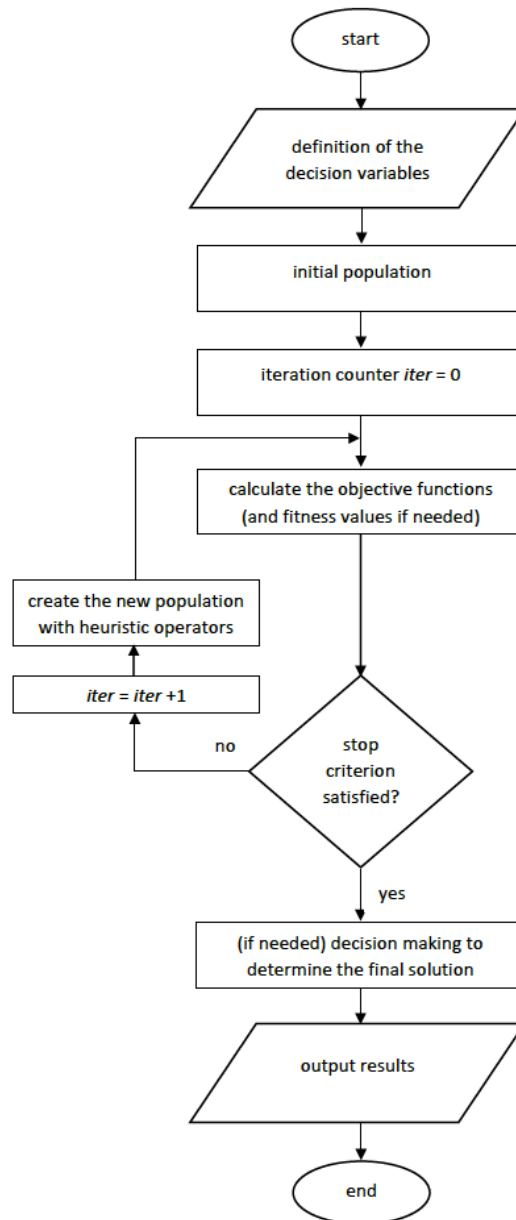 start
definition of the
decision variables
initial population
iteration counter iter = 0
calculate the objective functions
(and fitness values if needed)
create the new population
with heuristic operators
iter = iter +1
no
stop
criterion
satisfied?
yes
(if needed) decision making to
determine the final solution
output results
end